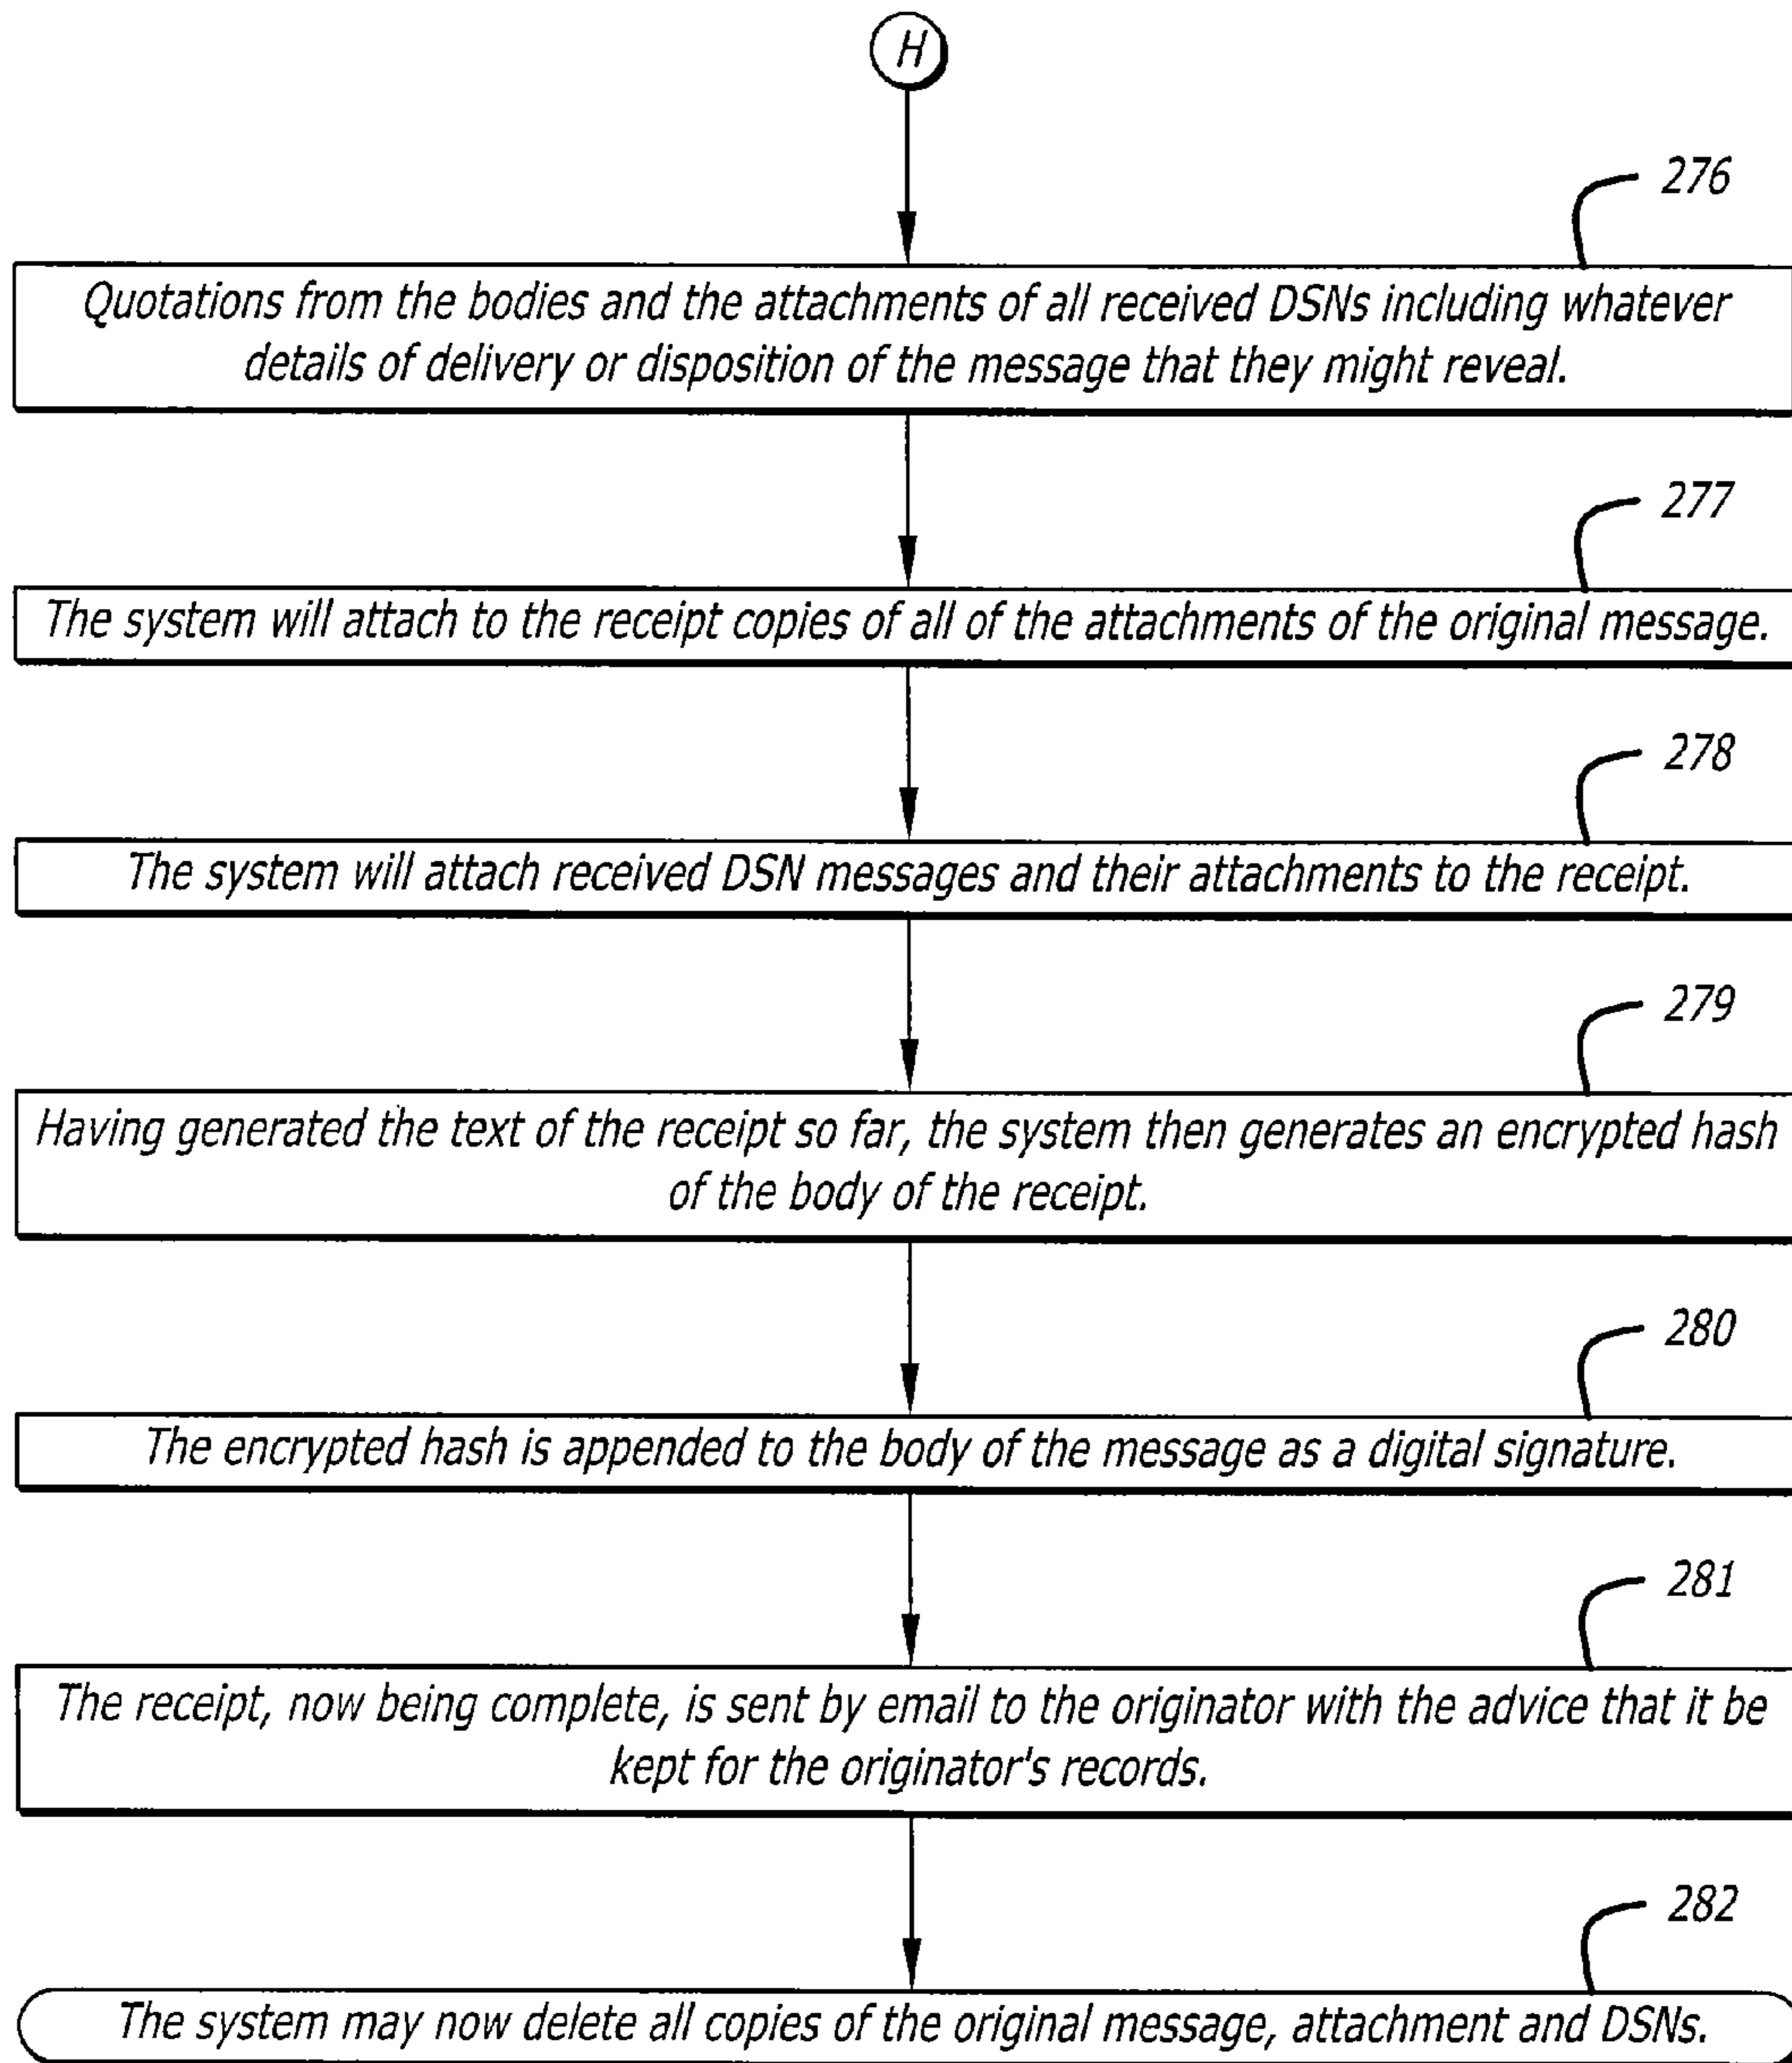 H
276
Quotations from the bodies and the attachments of all received DSNs including whatever
details of delivery or disposition of the message that they might reveal.
277
The system will attach to the receipt copies of all of the attachments of the original message.
278
The system will attach received DSN messages and their attachments to the receipt.
279
Having generated the text of the receipt so far, the system then generates an encrypted hash
of the body of the receipt.
280
The encrypted hash is appended to the body of the message as a digital signature.
281
The receipt, now being complete, is sent by email to the originator with the advice that it be
kept for the originator's records.
282
The system may now delete all copies of the original message, attachment and DSNs.